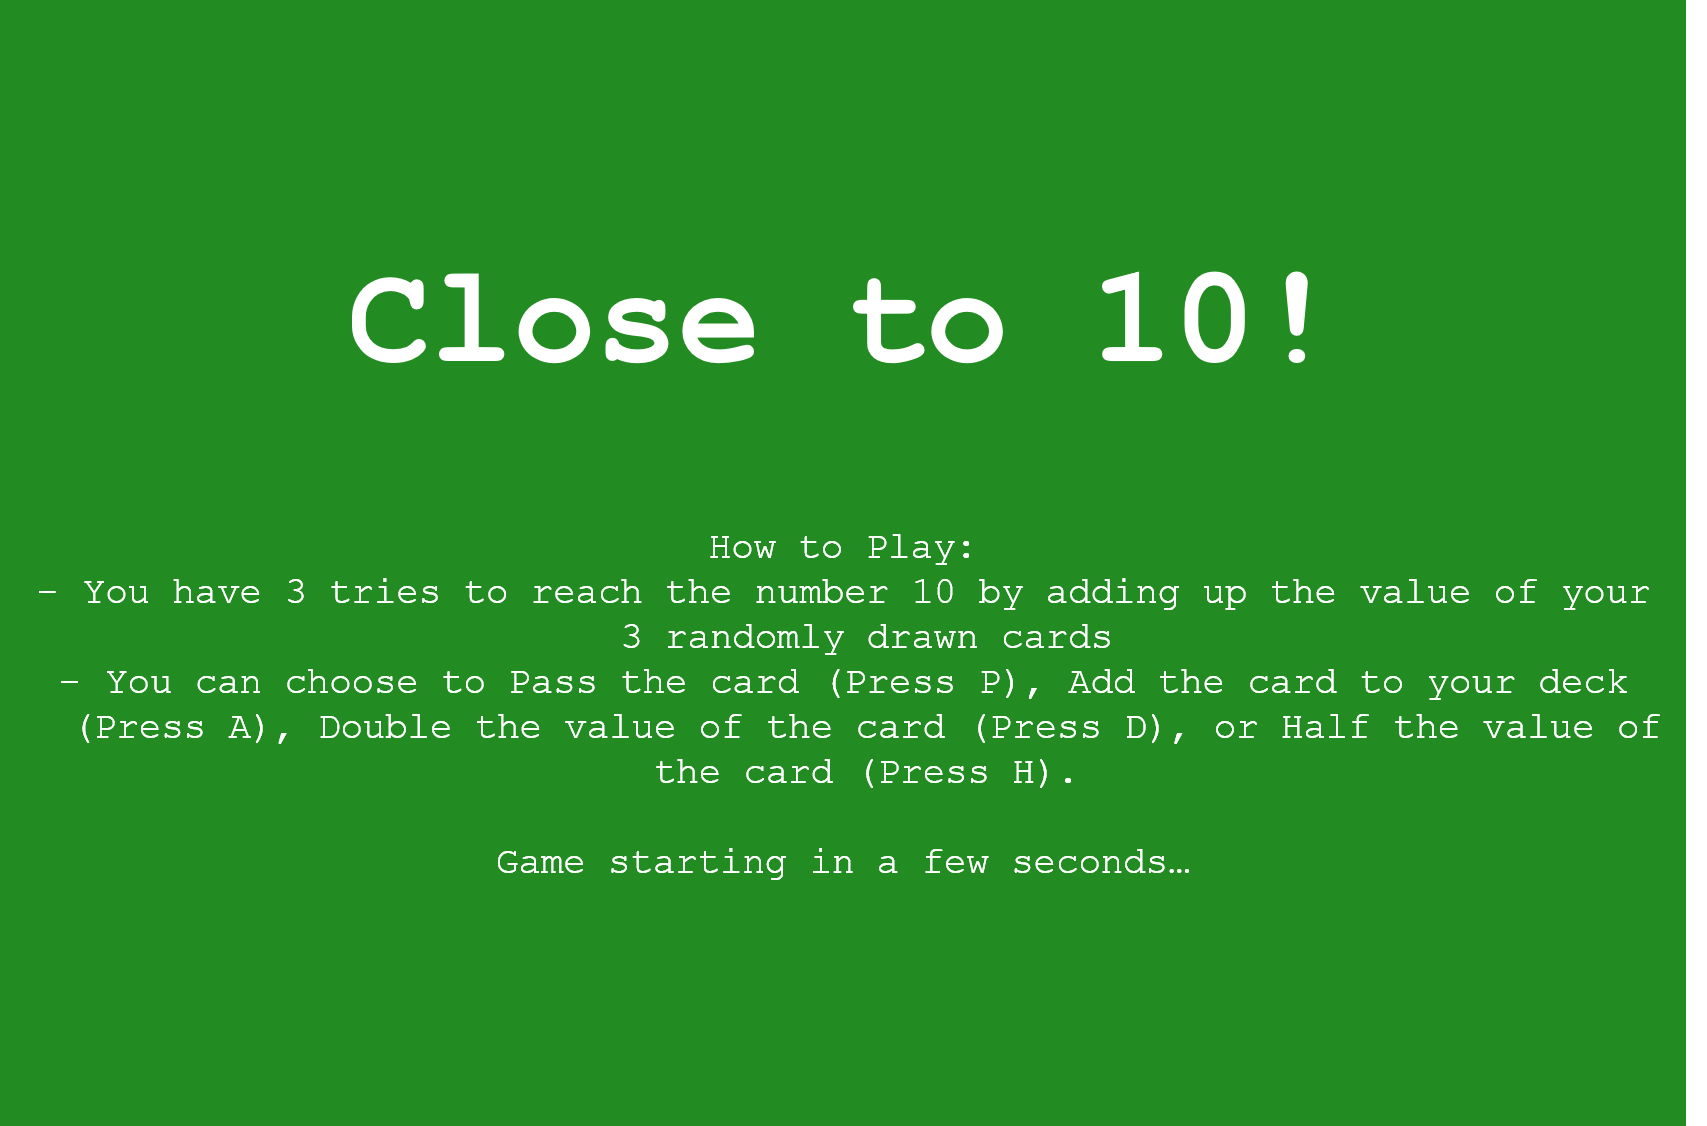 Close to 10!
How to Play:
- You have 3 tries to reach the number 10 by adding up the value of your
3 randomly drawn cards
- You can choose to Pass the card (Press P), Add the card to your deck
(Press A), Double the value of the card (Press D), or Half the value of
the card (Press H).
Game starting in a few seconds…